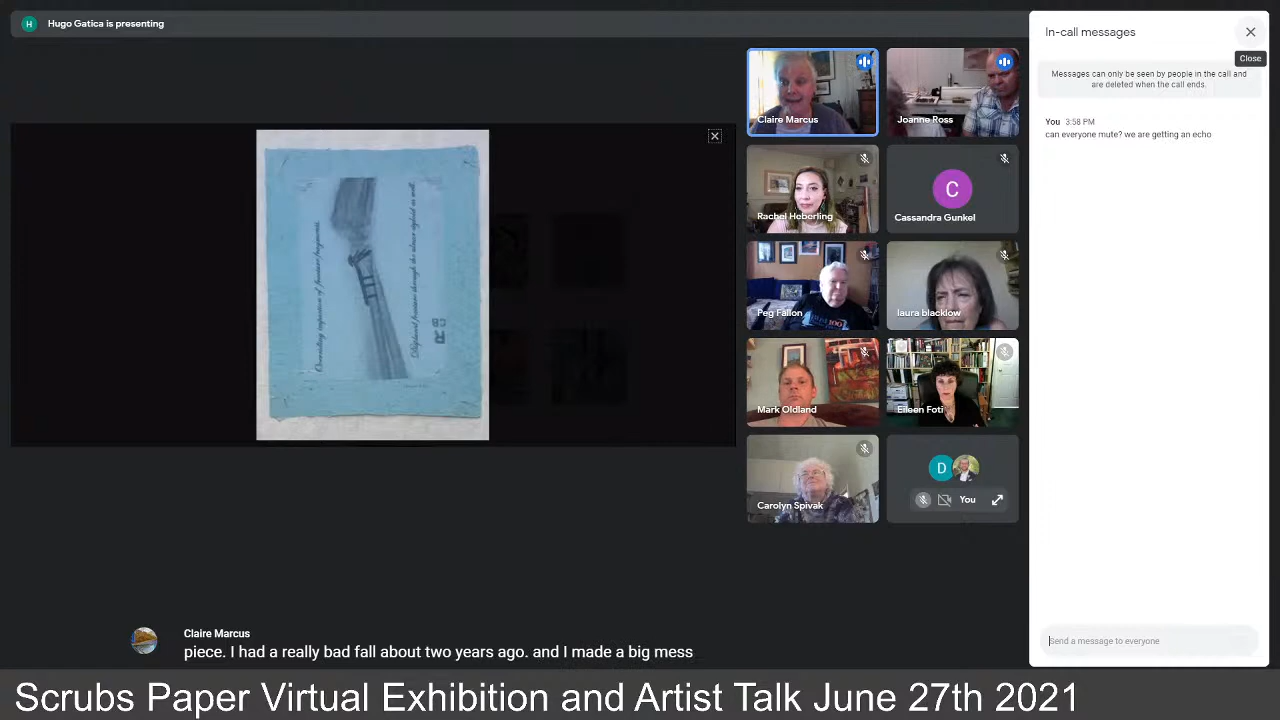 H
Hugo Gatica is presenting
In-call messages
Close
Messages can only be seen by people in the call and
are deleted when the call ends.
You 3:58 PM
can everyone mute? we are getting an echo
Claire Marcus
Joanne Ross
Rachel Heberling
C
Cassandra Gunkel
Peg Fallon
laura blacklow
Mark Oldland
Eileen Foti
Carolyn Spivak
D
You
Send a message to everyone
Claire Marcus
piece. I had a really bad fall about two years ago. and I made a big mess
Scrubs Paper Virtual Exhibition and Artist Talk June 27th 2021